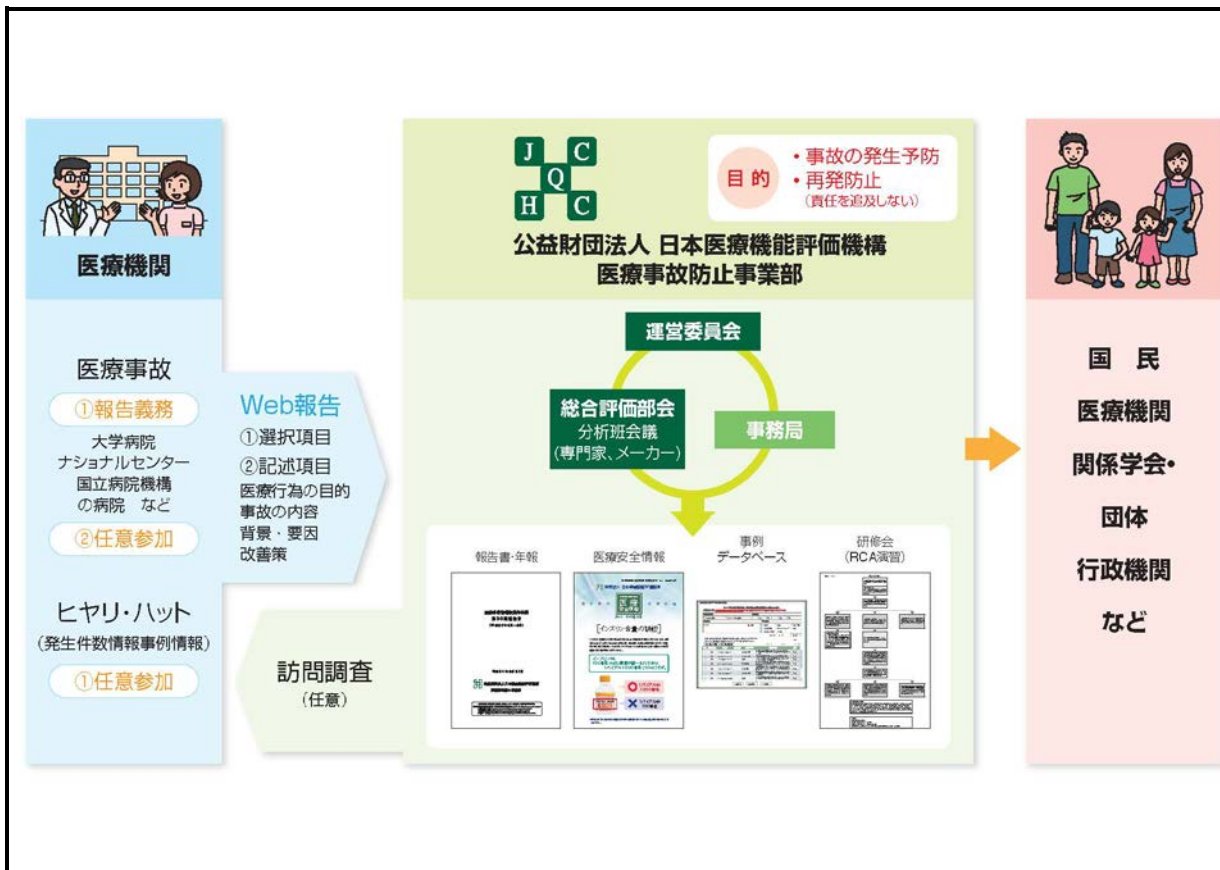 医療機関
医療事故
①報告義務
大学病院
ナショナルセンター
国立病院機構
の病院 など
②任意参加
ヒヤリ・ハット
(発生件数情報事例情報)
①任意参加
Web報告
①選択項目
②記述項目
医療行為の目的
事故の内容
背景・要因
改善策
訪問調査
(任意)
J C
Q
H C
目的
・事故の発生予防
・再発防止
(責任を追及しない)
公益財団法人 日本医療機能評価機構
医療事故防止事業部
運営委員会
総合評価部会
分析班会議
(専門家、メーカー)
事務局
報告書・年報
医療安全情報
事例
データベース
研修会
(RCA演習)
医療
国 民
医療機関
関係学会・
団体
行政機関
など